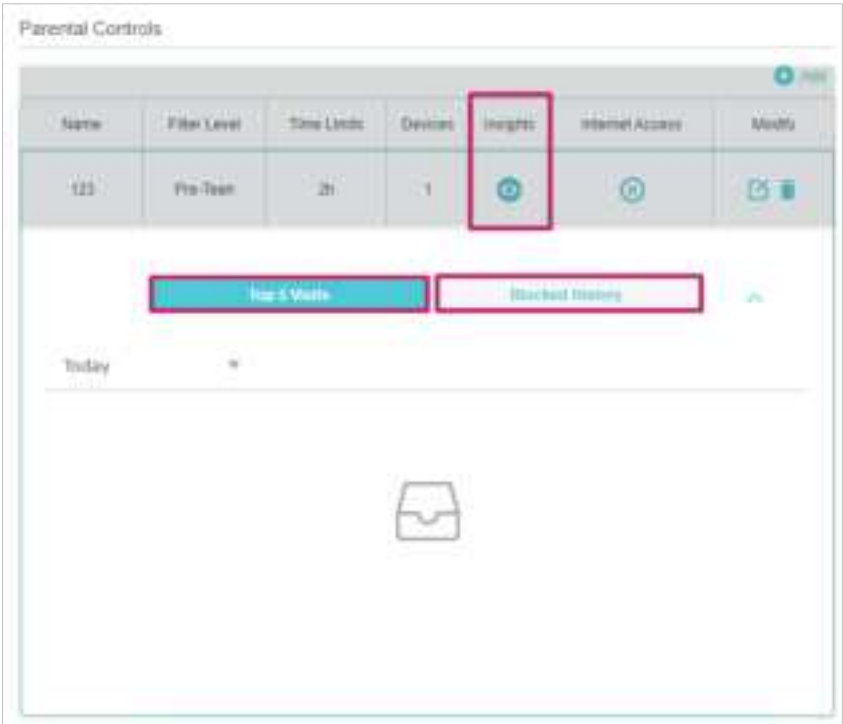 Parental Controls
Add
Name Filter Level Time Limits Devices Insights Internet Access Modify
123 Pre-Teen 2h 1
Top 5 Visits Blocked History
Today